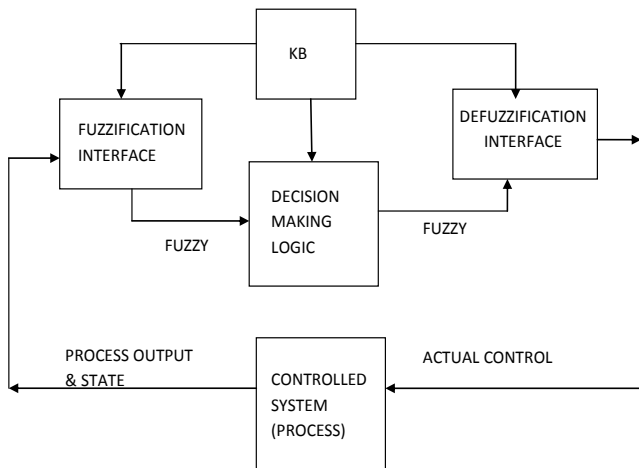 KB
FUZZIFICATION
INTERFACE
DEFUZZIFICATION
INTERFACE
DECISION
MAKING
LOGIC
FUZZY
FUZZY
PROCESS OUTPUT
& STATE
CONTROLLED
SYSTEM
(PROCESS)
ACTUAL CONTROL